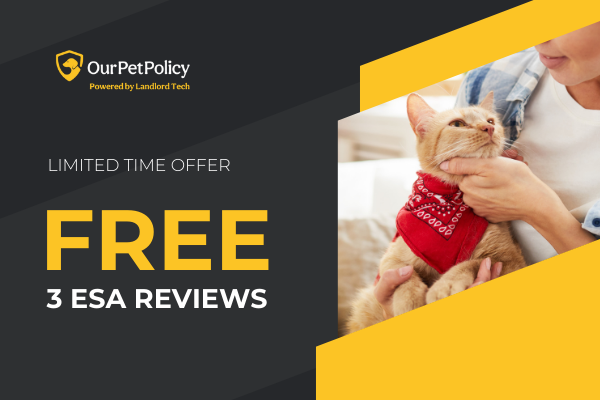 OurPetPolicy
Powered by Landlord Tech
LIMITED TIME OFFER
FREE
3 ESA REVIEWS